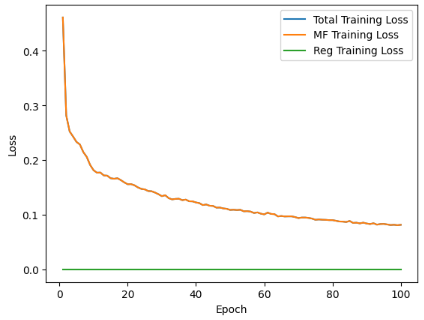 Total Training Loss
MF Training Loss
Reg Training Loss
Loss
0.4
0.3
0.2
0.1
0.0
0
20
40
60
80
100
Epoch